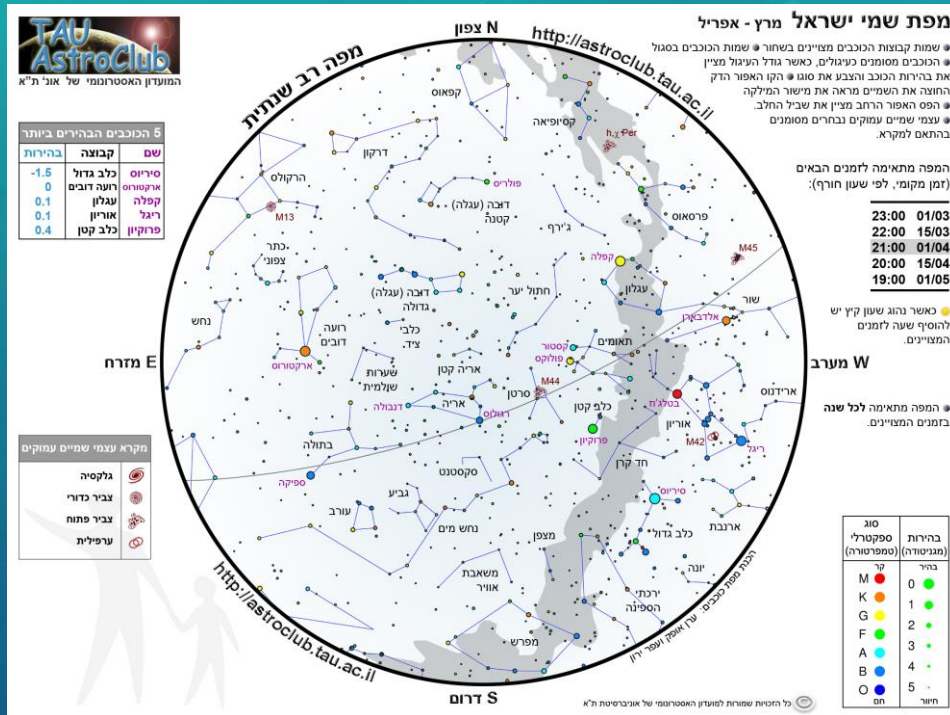 מפת שמי ישראל מרץ - אפריל
שמות קבוצות הכוכבים מצויינים בשחור ● שמות הכוכבים בסגול
● הכוכבים מסומנים כעיגולים, כאשר גודל העיגול מציין
את בהירות הכוכב והצבע את סוגו ● הקו האפור הדק
החוצה את השמיים מראה את מישור המילקה
● הפס האפור הרחב מציין את שביל החלב.
● עצמי שמיים עמוקים נבחרים מסומנים
בהתאם למקרא.
המפה מתאימה לזמנים הבאים
(זמן מקומי, לפי שעון חורף):
23:00 01/03
22:00 15/03
21:00 01/04
20:00 15/04
19:00 01/05
כאשר נהוג שעון קיץ יש
להוסיף שעה לזמנים
המצויינים.
● המפה מתאימה לכל שנה
בזמנים המצויינים.
סוג ספקטרלי (טמפרטורה)
בהירות (מגניטודה)
קר
בהיר
M 0
K 1
G 2
F 3
A 4
B 5
O
חם
חיוור
TAU
AstroClub
המועדון האסטרונומי של אונ' ת"א
5 הכוכבים הבהירים ביותר
שם קבוצה בהירות
סיריוס כלב גדול -1.5
ארקטורוס רועה דובים 0
קפלה עגלון 0.1
ריגל אוריון 0.1
פרוקיון כלב קטן 0.4
מקרא עצמי שמיים עמוקים
גלקסיה
צביר כדורי
צביר פתוח
ערפילית
מפה רב שנתית
N צפון
http://astroclub.tau.ac.il
W מערב
E מזרח
S דרום
http://astroclub.tau.ac.il
הכנת מפת כוכבים: ערן אופק ועפר ירון
כל הזכויות שמורות למועדון האסטרונומי של אוניברסיטת ת"א
קפאוס
קסיופיאה
h,χ Per
דרקון
הרקולס
M13
פולריס
דובה (עגלה)
קטנה
ג'ירף
פרסאוס
M45
כתר
צפוני
קפלה
עגלון
דובה (עגלה)
גדולה
חתול יער
שור
אלדבארן
נחש
רועה
דובים
כלבי
ציד.
ארקטורוס
קסטור
פולוקס
תאומים
שערות
שולמית
אריה קטן
M44
סרטן
ארידנוס
דנבולה
אריה
רגולוס
כלב קטן
פרוקיון
בטלג'וז
אוריון
M42
ריגל
בתולה
ספיקה
סקסטנט
חד קרן
סיריוס
גביע
עורב
נחש מים
מצפן
כלב גדול
ארנבת
יונה
משאבת
אוויר
ירכתי
הספינה
מפרש